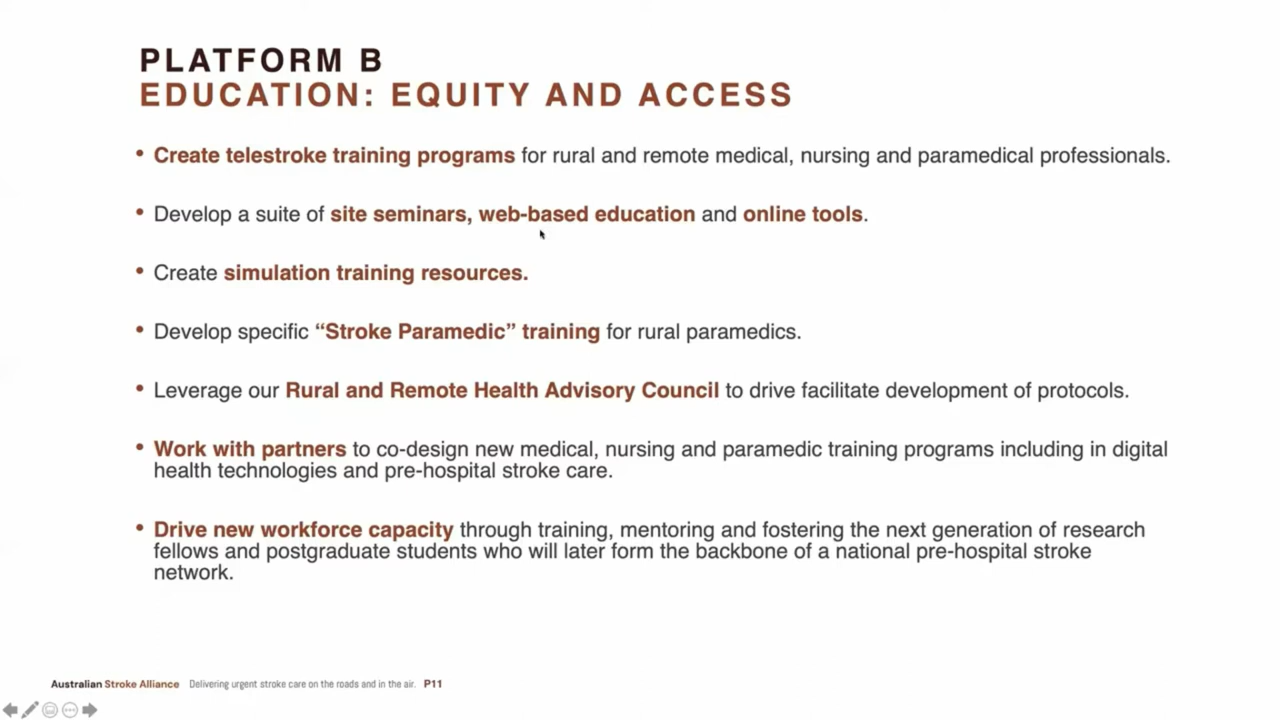 PLATFORM B
EDUCATION: EQUITY AND ACCESS
• Create telestroke training programs for rural and remote medical, nursing and paramedical professionals.
• Develop a suite of site seminars, web-based education and online tools.
• Create simulation training resources.
• Develop specific “Stroke Paramedic” training for rural paramedics.
• Leverage our Rural and Remote Health Advisory Council to drive facilitate development of protocols.
• Work with partners to co-design new medical, nursing and paramedic training programs including in digital
health technologies and pre-hospital stroke care.
• Drive new workforce capacity through training, mentoring and fostering the next generation of research
fellows and postgraduate students who will later form the backbone of a national pre-hospital stroke
network.
Australian Stroke Alliance Delivering urgent stroke care on the roads and in the air. P11